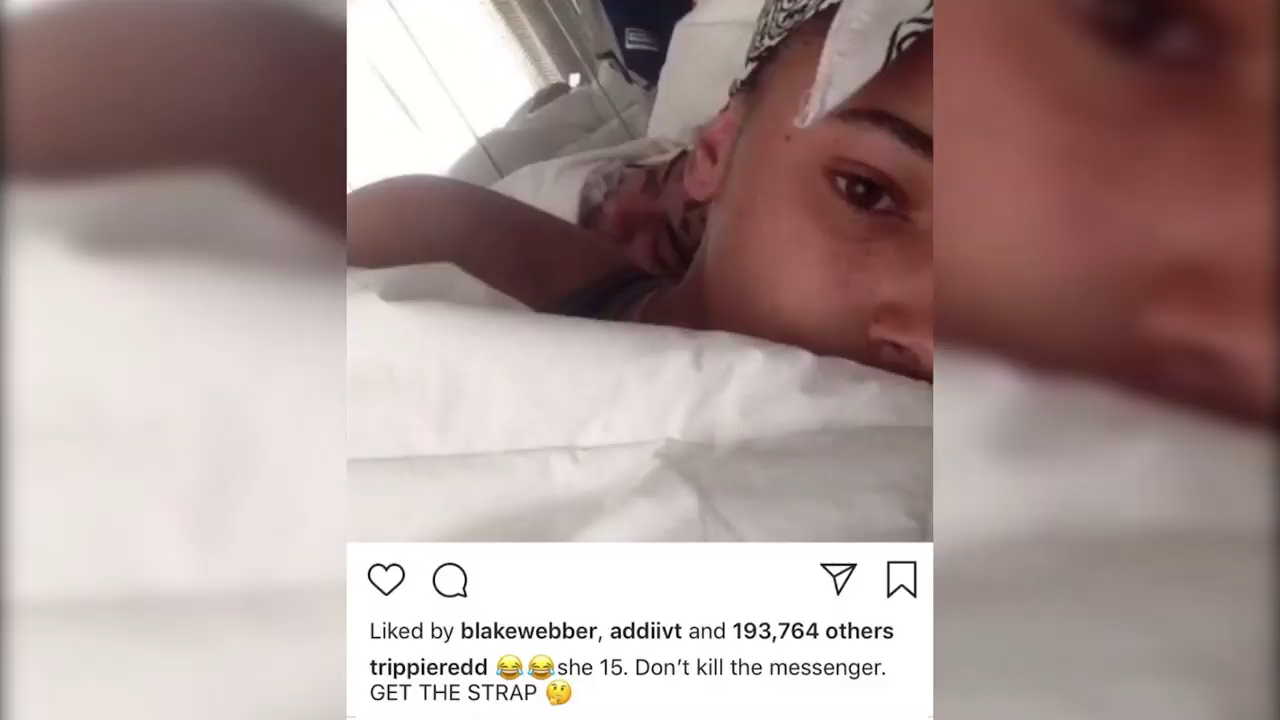 Liked by blakewebber, addiivt and 193,764 others
trippieredd 😂😂she 15. Don't kill the messenger.
GET THE STRAP 🤔